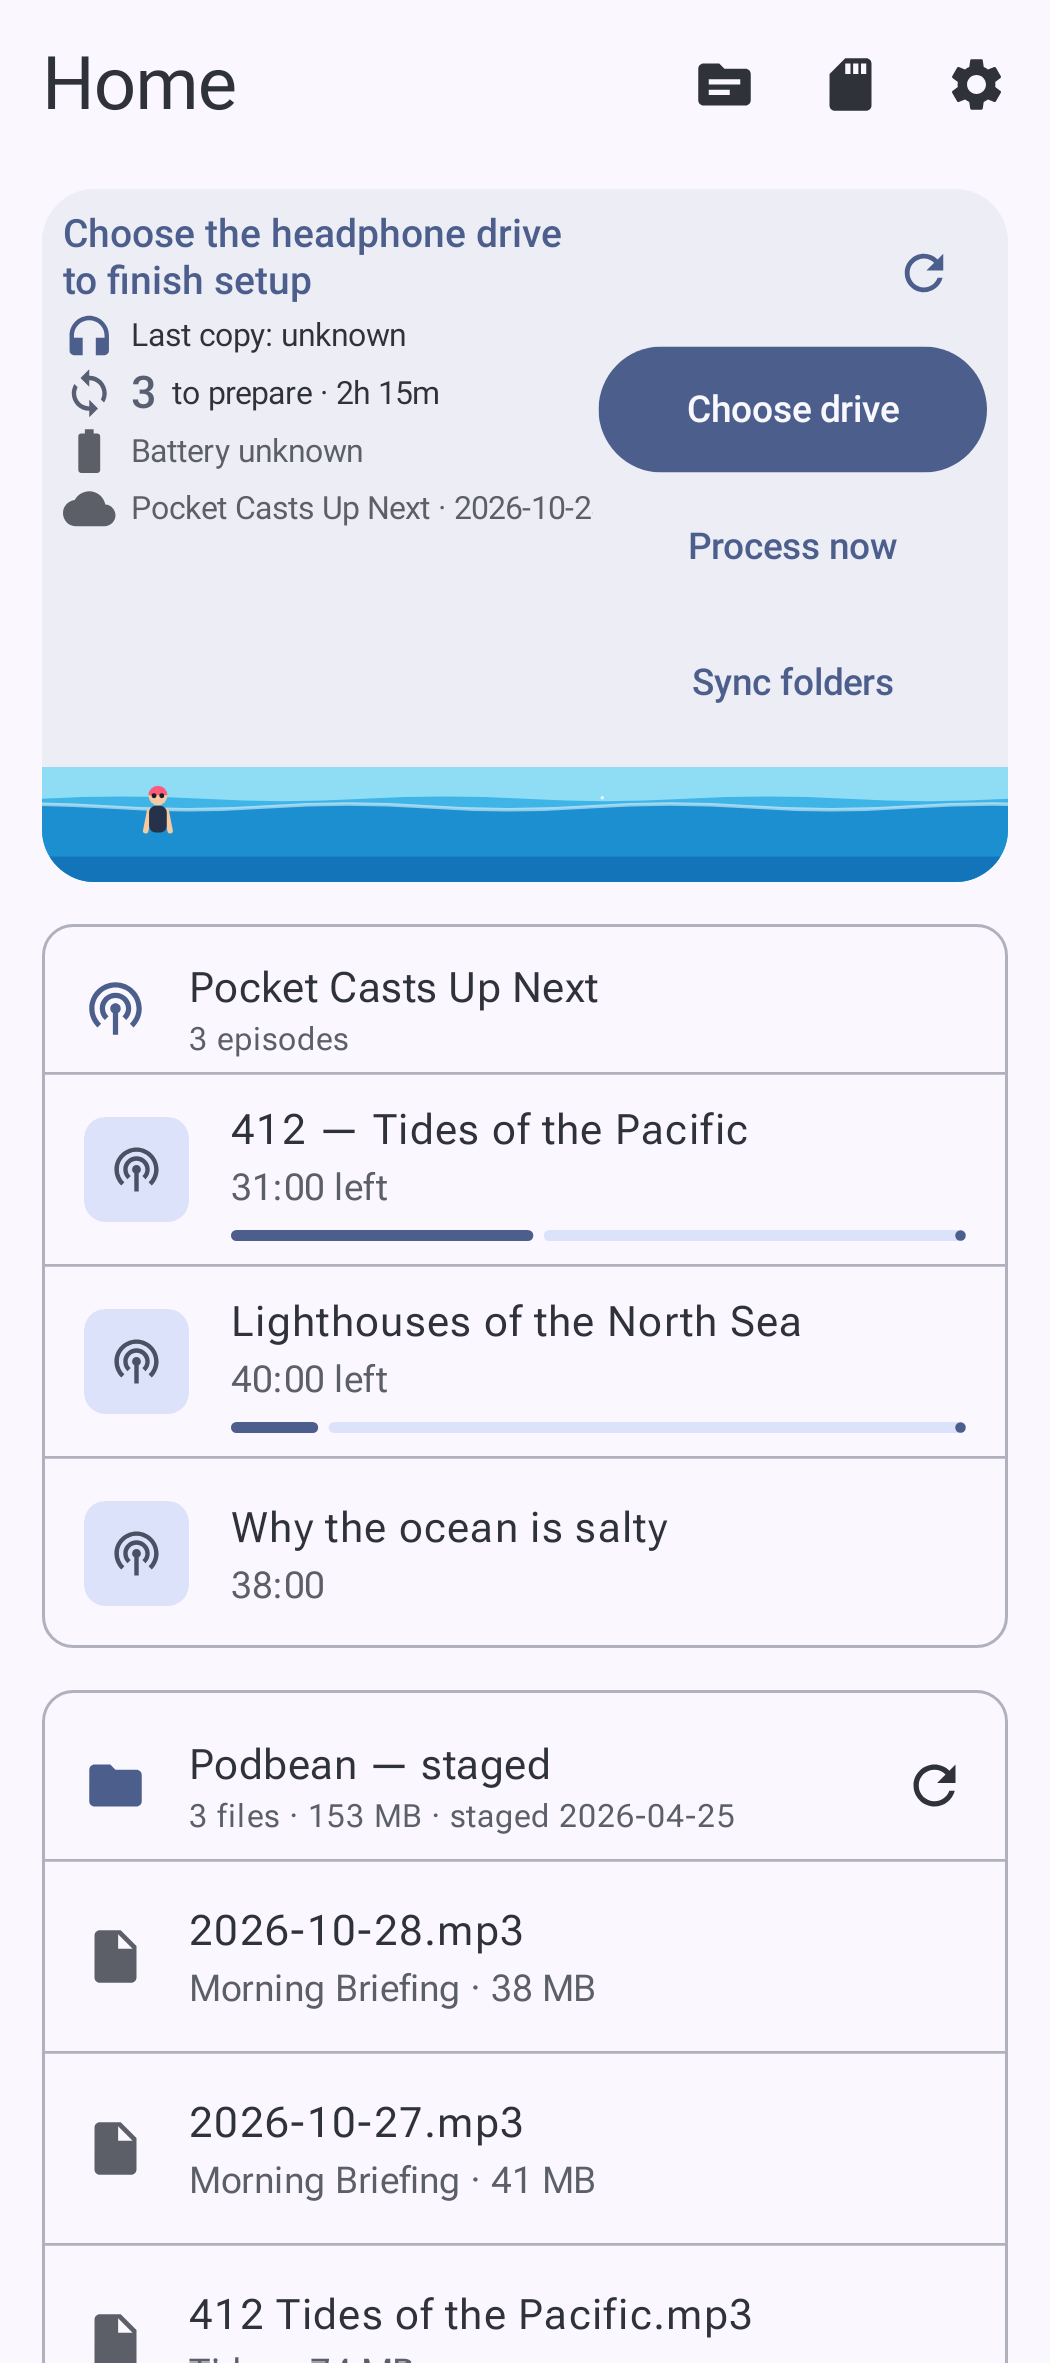 Home
Choose the headphone drive
to finish setup
Last copy: unknown
3 to prepare · 2h 15m
Choose drive
Battery unknown
Pocket Casts Up Next · 2026-10-2
Process now
Sync folders
Pocket Casts Up Next
3 episodes
412 — Tides of the Pacific
31:00 left
Lighthouses of the North Sea
40:00 left
Why the ocean is salty
38:00
Podbean — staged
3 files · 153 MB · staged 2026-04-25
2026-10-28.mp3
Morning Briefing · 38 MB
2026-10-27.mp3
Morning Briefing · 41 MB
412 Tides of the Pacific.mp3